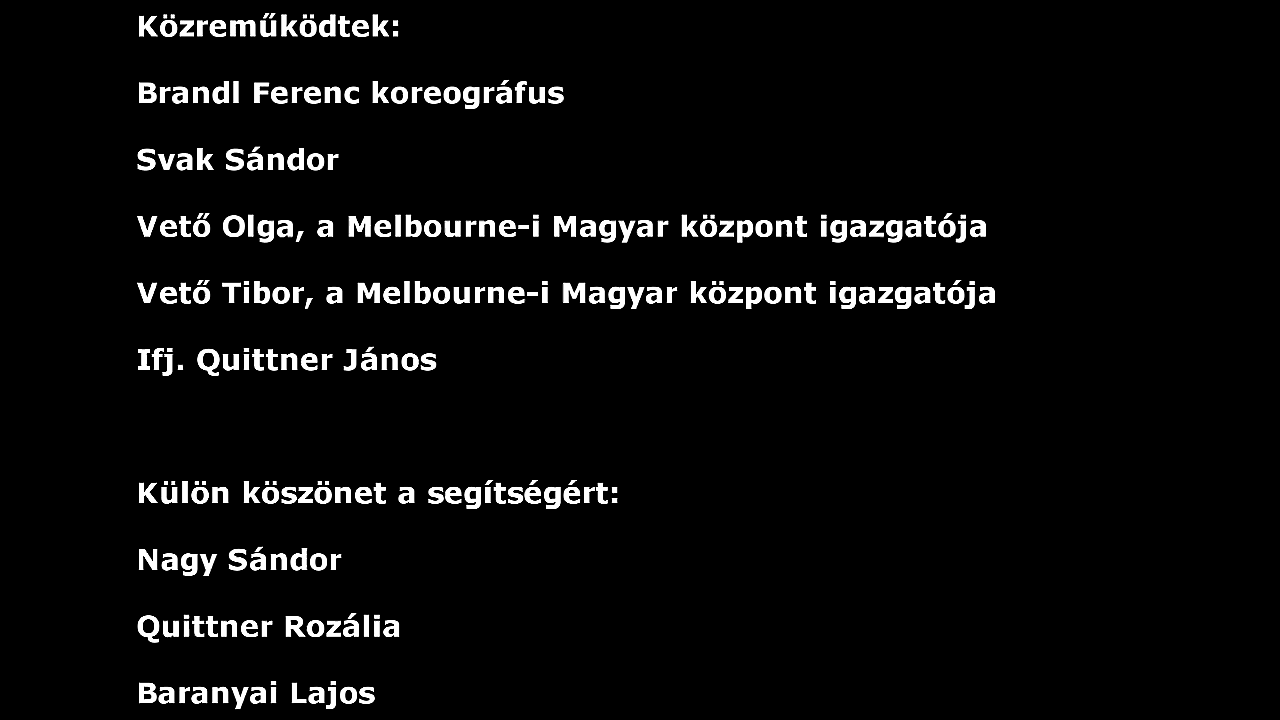 Közreműködtek:
Brandl Ferenc koreográfus
Svak Sándor
Vető Olga, a Melbourne-i Magyar központ igazgatója
Vető Tibor, a Melbourne-i Magyar központ igazgatója
Ifj. Quittner János
Külön köszönet a segítségért:
Nagy Sándor
Quittner Rozália
Baranyai Lajos